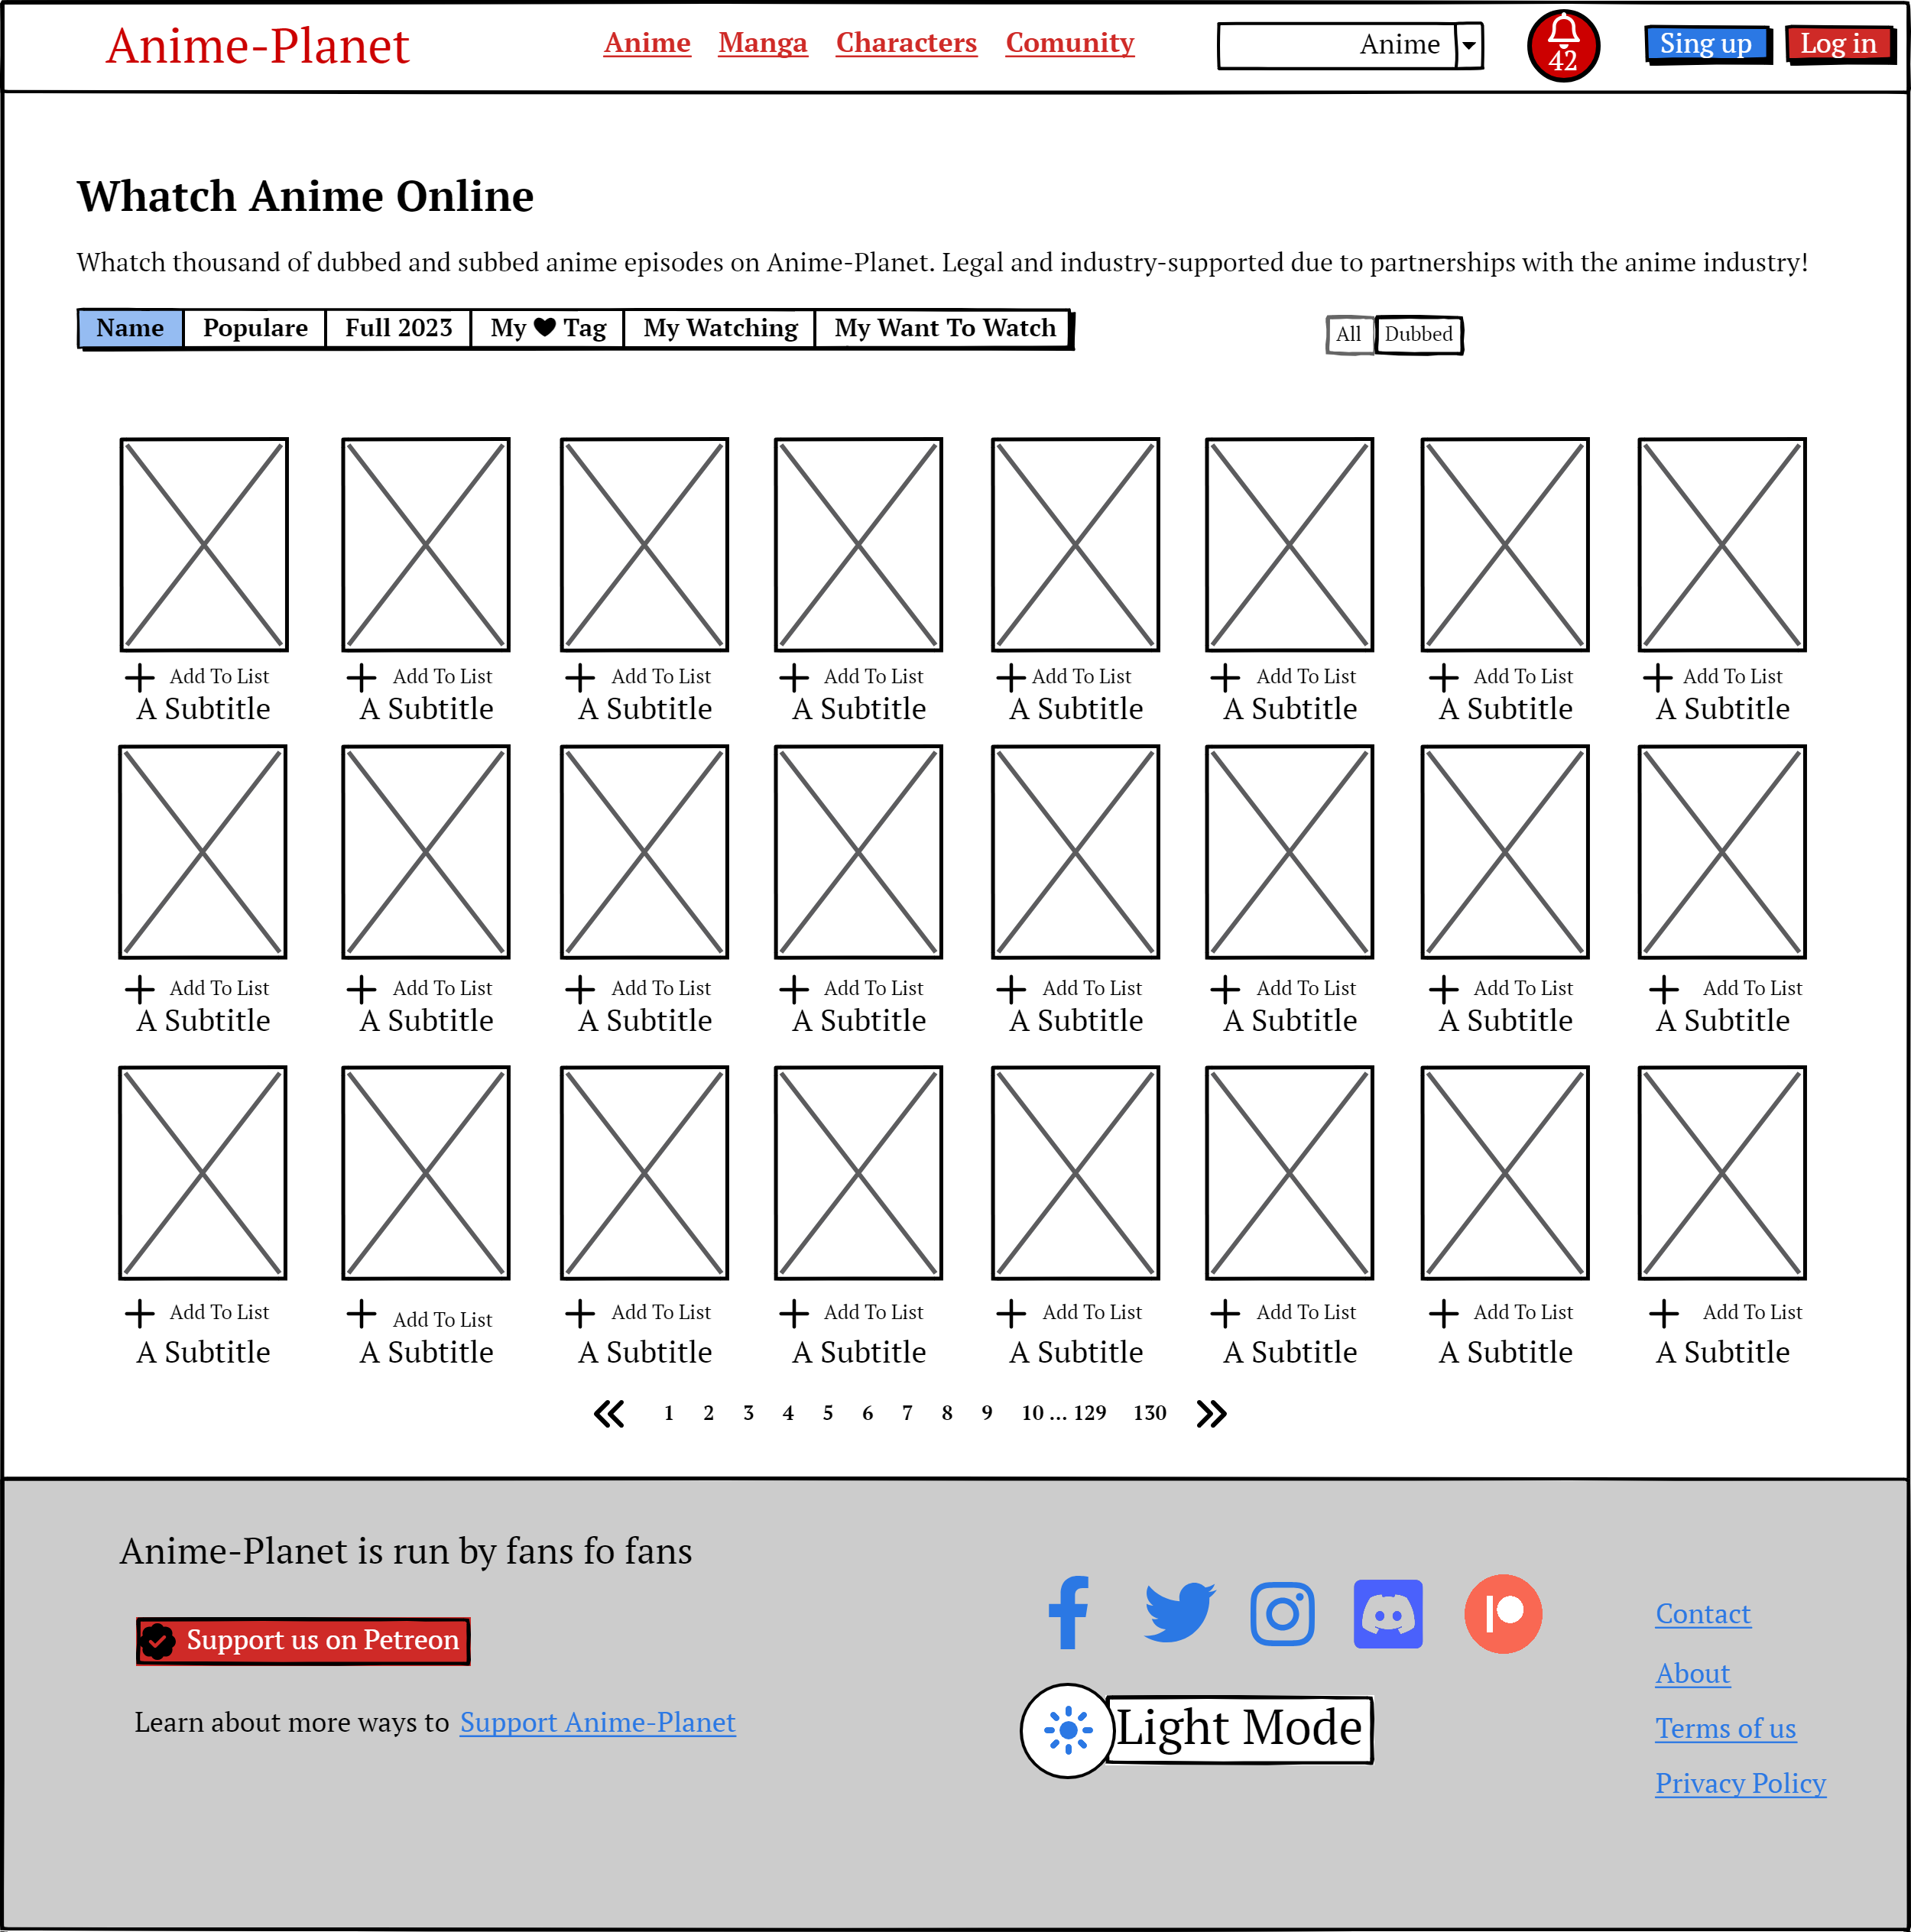 Anime-Planet Anime Manga Characters Comunity Anime 42 Sing up Log in
Whatch Anime Online
Whatch thousand of dubbed and subbed anime episodes on Anime-Planet. Legal and industry-supported due to partnerships with the anime industry!
Name Populare Full 2023 My Tag My Watching My Want To Watch All Dubbed
Add To List Add To List Add To List Add To List Add To List Add To List Add To List Add To List
A Subtitle A Subtitle A Subtitle A Subtitle A Subtitle A Subtitle A Subtitle A Subtitle
Add To List Add To List Add To List Add To List Add To List Add To List Add To List Add To List
A Subtitle A Subtitle A Subtitle A Subtitle A Subtitle A Subtitle A Subtitle A Subtitle
Add To List Add To List Add To List Add To List Add To List Add To List Add To List Add To List
A Subtitle A Subtitle A Subtitle A Subtitle A Subtitle A Subtitle A Subtitle A Subtitle
1 2 3 4 5 6 7 8 9 10 ... 129 130
Anime-Planet is run by fans fo fans
Support us on Petreon
Learn about more ways to Support Anime-Planet
Light Mode
Contact
About
Terms of us
Privacy Policy